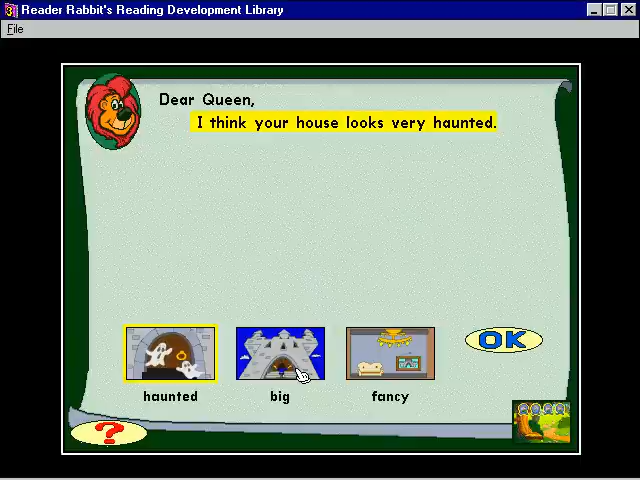 Reader Rabbit's Reading Development Library
File
Dear Queen,
I think your house looks very haunted.
OK
haunted big fancy
?